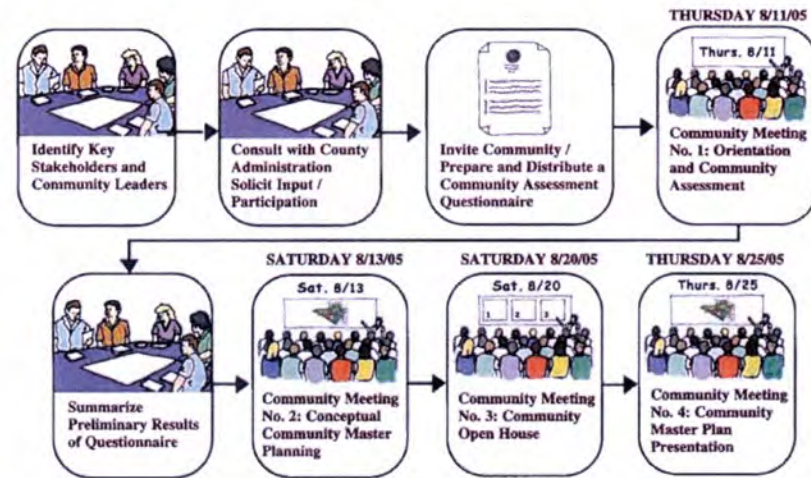 THURSDAY 8/11/05
Thurs. 8/11
Identify Key
Stakeholders and
Community Leaders
Consult with County
Administration
Solicit Input /
Participation
Invite Community /
Prepare and Distribute a
Community Assessment
Questionnaire
Community Meeting
No. 1: Orientation
and Community
Assessment
SATURDAY 8/13/05
SATURDAY 8/20/05
THURSDAY 8/25/05
Sat. 8/13
Sat. 8/20
Thurs. 8/25
1 2 3
Summarize
Preliminary Results
of Questionnaire
Community Meeting
No. 2: Conceptual
Community Master
Planning
Community Meeting
No. 3: Community
Open House
Community Meeting
No. 4: Community
Master Plan
Presentation